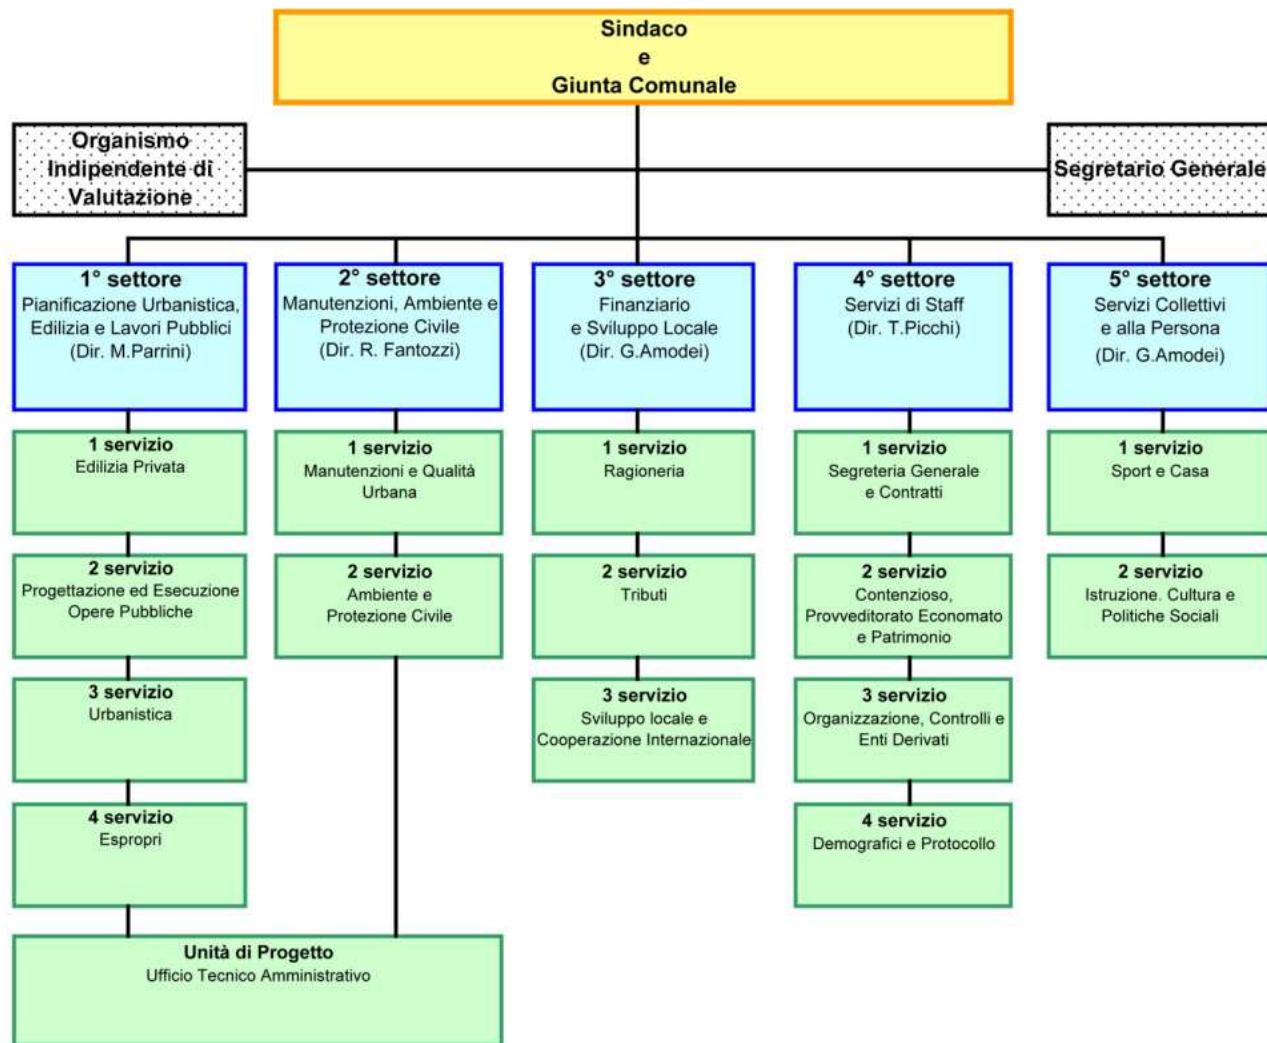 Sindaco
e
Giunta Comunale
Organismo
Indipendente di
Valutazione
Segretario Generale
1° settore
Pianificazione Urbanistica,
Edilizia e Lavori Pubblici
(Dir. M.Parrini)
2° settore
Manutenzioni, Ambiente e
Protezione Civile
(Dir. R. Fantozzi)
3° settore
Finanziario
e Sviluppo Locale
(Dir. G.Amodei)
4° settore
Servizi di Staff
(Dir. T.Picchi)
5° settore
Servizi Collettivi
e alla Persona
(Dir. G.Amodei)
1 servizio
Edilizia Privata
1 servizio
Manutenzioni e Qualità
Urbana
1 servizio
Ragioneria
1 servizio
Segreteria Generale
e Contratti
1 servizio
Sport e Casa
2 servizio
Progettazione ed Esecuzione
Opere Pubbliche
2 servizio
Ambiente e
Protezione Civile
2 servizio
Tributi
2 servizio
Contenzioso,
Provveditorato Economato
e Patrimonio
2 servizio
Istruzione. Cultura e
Politiche Sociali
3 servizio
Urbanistica
3 servizio
Sviluppo locale e
Cooperazione Internazionale
3 servizio
Organizzazione, Controlli e
Enti Derivati
4 servizio
Espropri
4 servizio
Demografici e Protocollo
Unità di Progetto
Ufficio Tecnico Amministrativo